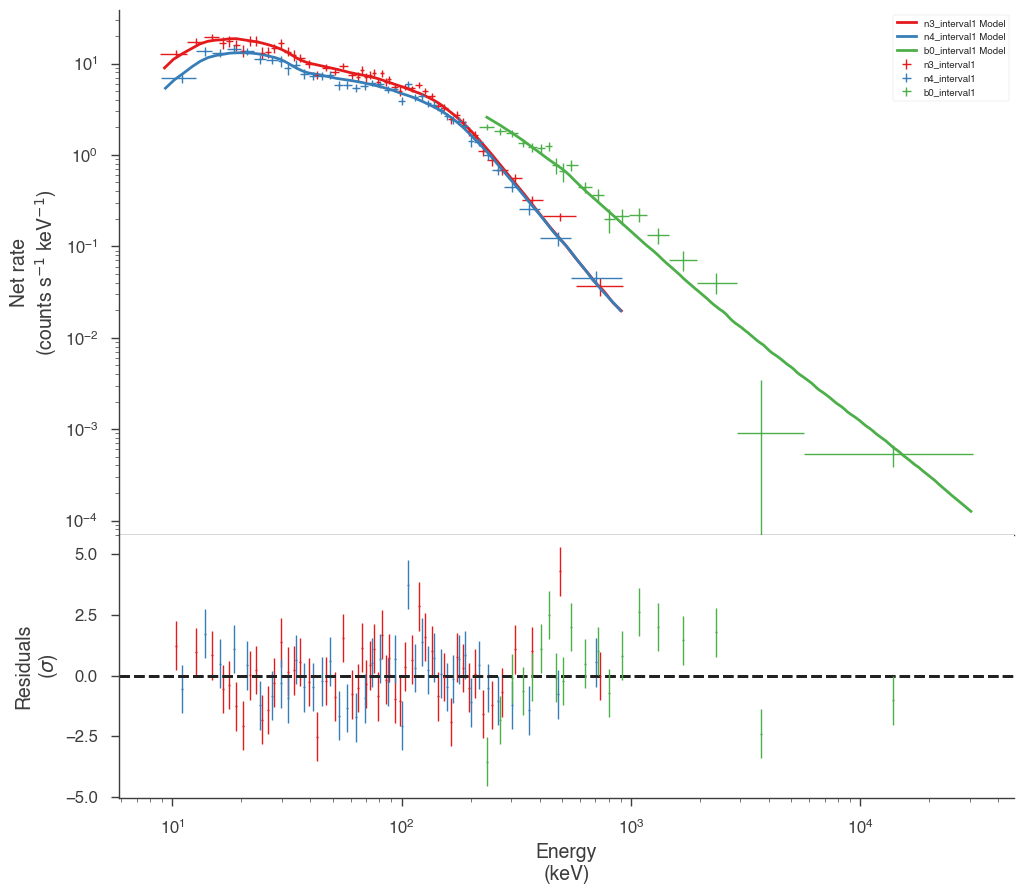 n3_interval1 Model
n4_interval1 Model
b0_interval1 Model
n3_interval1
n4_interval1
b0_interval1
Net rate
(counts s⁻¹ keV⁻¹)
10¹
10⁰
10⁻¹
10⁻²
10⁻³
10⁻⁴
Residuals
(σ)
5.0
2.5
0.0
−2.5
−5.0
10¹ 10² 10³ 10⁴
Energy
(keV)